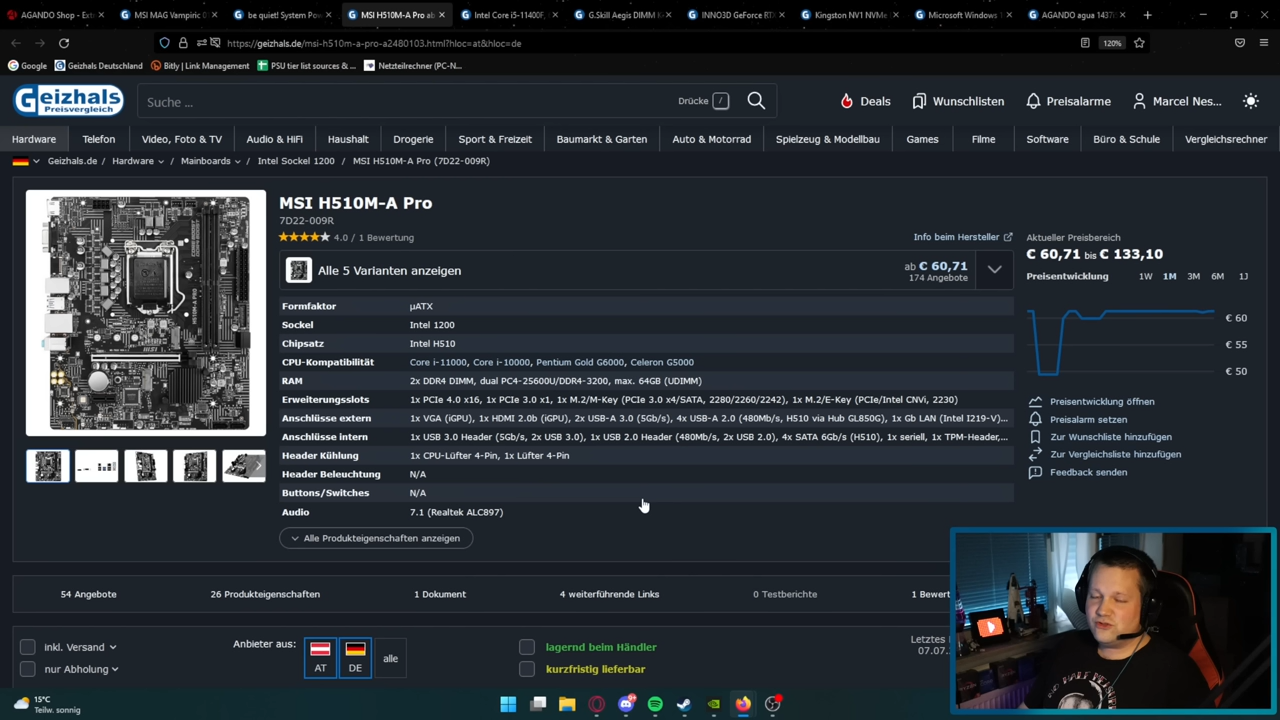 AGANDO Shop - Ext
MSI MAG Vampiric 0
be quiet! System Pow
MSI H510M-A Pro ab
Intel Core i5-11400F,
G.Skill Aegis DIMM K
INNO3D GeForce RTX
Kingston NV1 NVMe
Microsoft Windows 1
AGANDO agua 1437i
https://geizhals.de/msi-h510m-a-pro-a2480103.html?hloc=at&hloc=de
120%
Google
Geizhals Deutschland
Bitly | Link Management
PSU tier list sources & ...
Netzteilrechner (PC-N...
Geizhals
Preisvergleich
Suche ...
Drücke /
Deals
Wunschlisten
Preisalarme
Marcel Nes...
Hardware
Telefon
Video, Foto & TV
Audio & HiFi
Haushalt
Drogerie
Sport & Freizeit
Baumarkt & Garten
Auto & Motorrad
Spielzeug & Modellbau
Games
Filme
Software
Büro & Schule
Vergleichsrechner
Geizhals.de / Hardware / Mainboards / Intel Sockel 1200 / MSI H510M-A Pro (7D22-009R)
MSI H510M-A Pro
7D22-009R
4.0 / 1 Bewertung
Info beim Hersteller
Alle 5 Varianten anzeigen
ab € 60,71
174 Angebote
Formfaktor µATX
Sockel Intel 1200
Chipsatz Intel H510
CPU-Kompatibilität Core i-11000, Core i-10000, Pentium Gold G6000, Celeron G5000
RAM 2x DDR4 DIMM, dual PC4-25600U/DDR4-3200, max. 64GB (UDIMM)
Erweiterungsslots 1x PCIe 4.0 x16, 1x PCIe 3.0 x1, 1x M.2/M-Key (PCIe 3.0 x4/SATA, 2280/2260/2242), 1x M.2/E-Key (PCIe/Intel CNVi, 2230)
Anschlüsse extern 1x VGA (iGPU), 1x HDMI 2.0b (iGPU), 2x USB-A 3.0 (5Gb/s), 4x USB-A 2.0 (480Mb/s, H510 via Hub GL850G), 1x Gb LAN (Intel I219-V)...
Anschlüsse intern 1x USB 3.0 Header (5Gb/s, 2x USB 3.0), 1x USB 2.0 Header (480Mb/s, 2x USB 2.0), 4x SATA 6Gb/s (H510), 1x seriell, 1x TPM-Header,...
Header Kühlung 1x CPU-Lüfter 4-Pin, 1x Lüfter 4-Pin
Header Beleuchtung N/A
Buttons/Switches N/A
Audio 7.1 (Realtek ALC897)
Alle Produkteigenschaften anzeigen
Aktueller Preisbereich
€ 60,71 bis € 133,10
Preisentwicklung 1W 1M 3M 6M 1J
€ 60
€ 55
€ 50
Preisentwicklung öffnen
Preisalarm setzen
Zur Wunschliste hinzufügen
Zur Vergleichsliste hinzufügen
Feedback senden
54 Angebote
26 Produkteigenschaften
1 Dokument
4 weiterführende Links
0 Testberichte
1 Bewert
inkl. Versand
nur Abholung
Anbieter aus:
AT
DE
alle
lagernd beim Händler
kurzfristig lieferbar
Letztes
07.07.
15°C
Teilw. sonnig